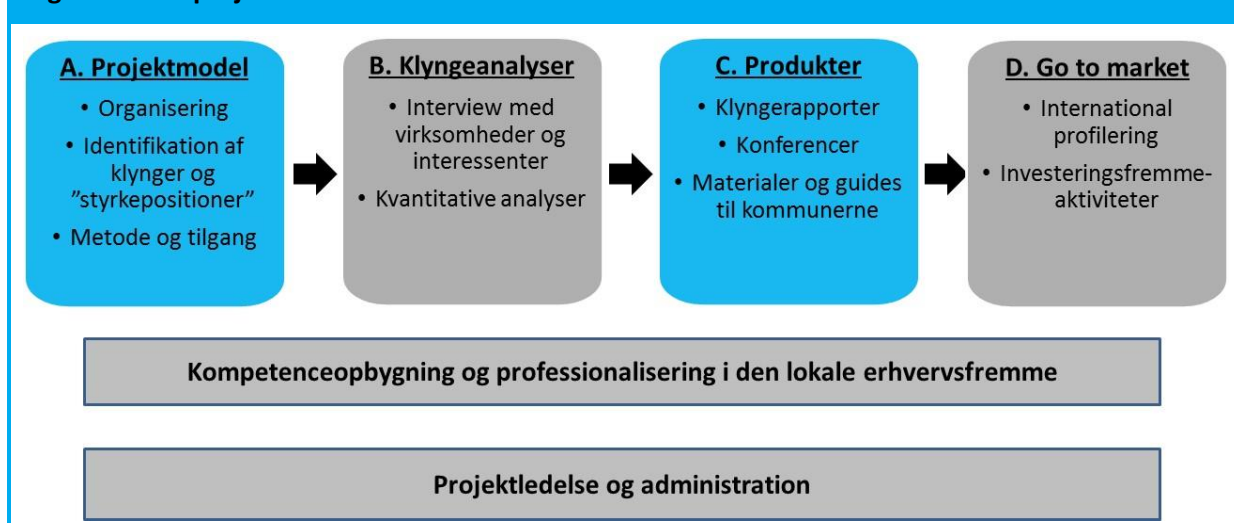 A. Projektmodel
• Organisering
• Identifikation af
klynger og
”styrkepositioner”
• Metode og tilgang
B. Klyngeanalyser
• Interview med
virksomheder og
interessenter
• Kvantitative analyser
C. Produkter
• Klyngerapporter
• Konferencer
• Materialer og guides
til kommunerne
D. Go to market
• International
profilering
• Investeringsfremme-
aktiviteter
Kompetenceopbygning og professionalisering i den lokale erhvervsfremme
Projektledelse og administration